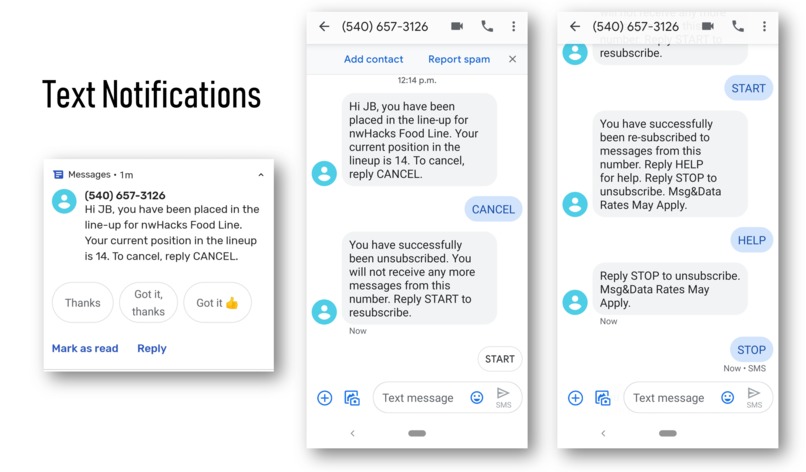 Text Notifications
Messages • 1m
(540) 657-3126
Hi JB, you have been placed in the
line-up for nwHacks Food Line.
Your current position in the lineup
is 14. To cancel, reply CANCEL.
Thanks
Got it,
thanks
Got it 👍
Mark as read
Reply
(540) 657-3126
Add contact
Report spam
12:14 p.m.
Hi JB, you have been
placed in the line-up for
nwHacks Food Line. Your
current position in the
lineup is 14. To cancel,
reply CANCEL.
CANCEL
You have successfully
been unsubscribed. You
will not receive any more
messages from this
number. Reply START to
resubscribe.
Now
START
Text message
SMS
(540) 657-3126
number. Reply START to
resubscribe.
START
You have successfully
been re-subscribed to
messages from this
number. Reply HELP
for help. Reply STOP to
unsubscribe. Msg&Data
Rates May Apply.
HELP
Reply STOP to unsubscribe.
Msg&Data Rates May
Apply.
Now
STOP
Now • SMS
Text message
SMS